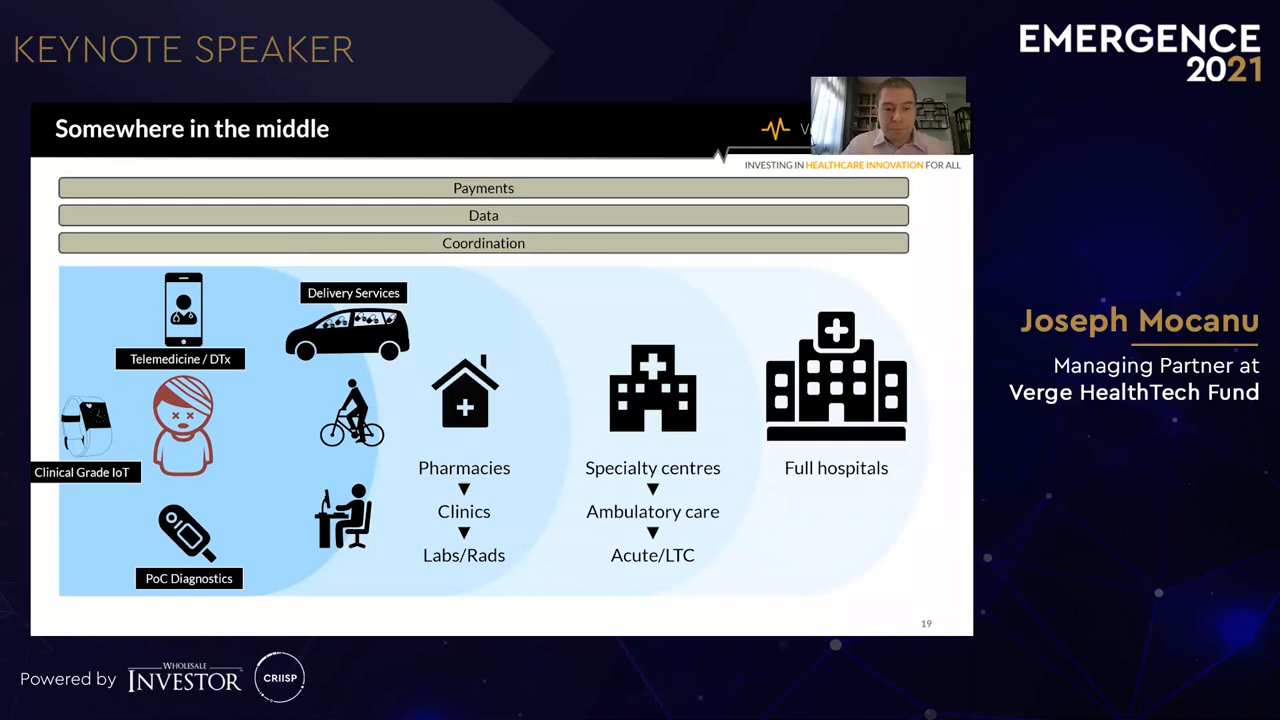 KEYNOTE SPEAKER
EMERGENCE
2021
Somewhere in the middle
INVESTING IN HEALTHCARE INNOVATION FOR ALL
Payments
Data
Coordination
Delivery Services
Telemedicine / DTx
Clinical Grade IoT
PoC Diagnostics
Pharmacies
Clinics
Labs/Rads
Specialty centres
Ambulatory care
Acute/LTC
Full hospitals
19
Joseph Mocanu
Managing Partner at
Verge HealthTech Fund
Powered by
WHOLESALE
INVESTOR
CRIISP